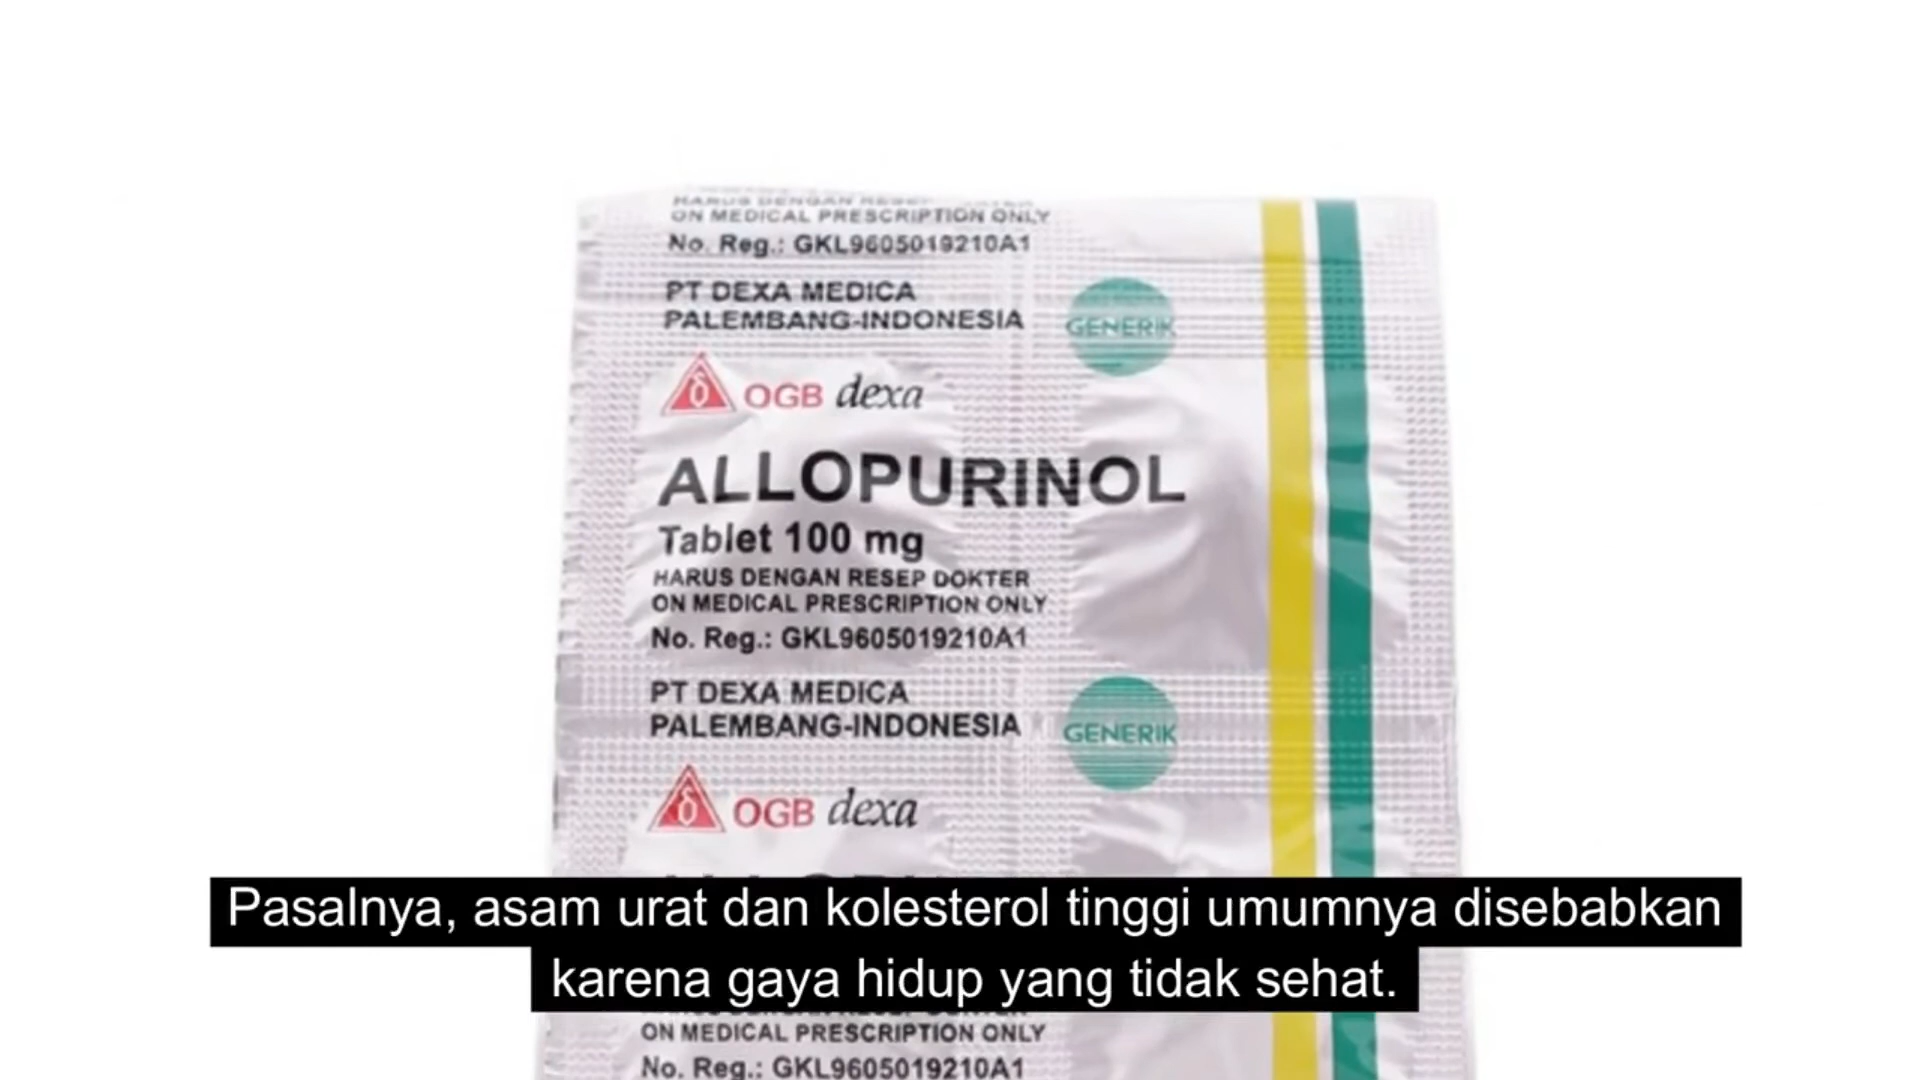 ON MEDICAL PRESCRIPTION ONLY
No. Reg.: GKL9605019210A1
PT DEXA MEDICA
PALEMBANG-INDONESIA
GENERIK
OGB dexa
ALLOPURINOL
Tablet 100 mg
HARUS DENGAN RESEP DOKTER
ON MEDICAL PRESCRIPTION ONLY
No. Reg.: GKL9605019210A1
PT DEXA MEDICA
PALEMBANG-INDONESIA
GENERIK
OGB dexa
Pasalnya, asam urat dan kolesterol tinggi umumnya disebabkan
karena gaya hidup yang tidak sehat.
ON MEDICAL PRESCRIPTION ONLY
No. Reg.: GKL9605019210A1